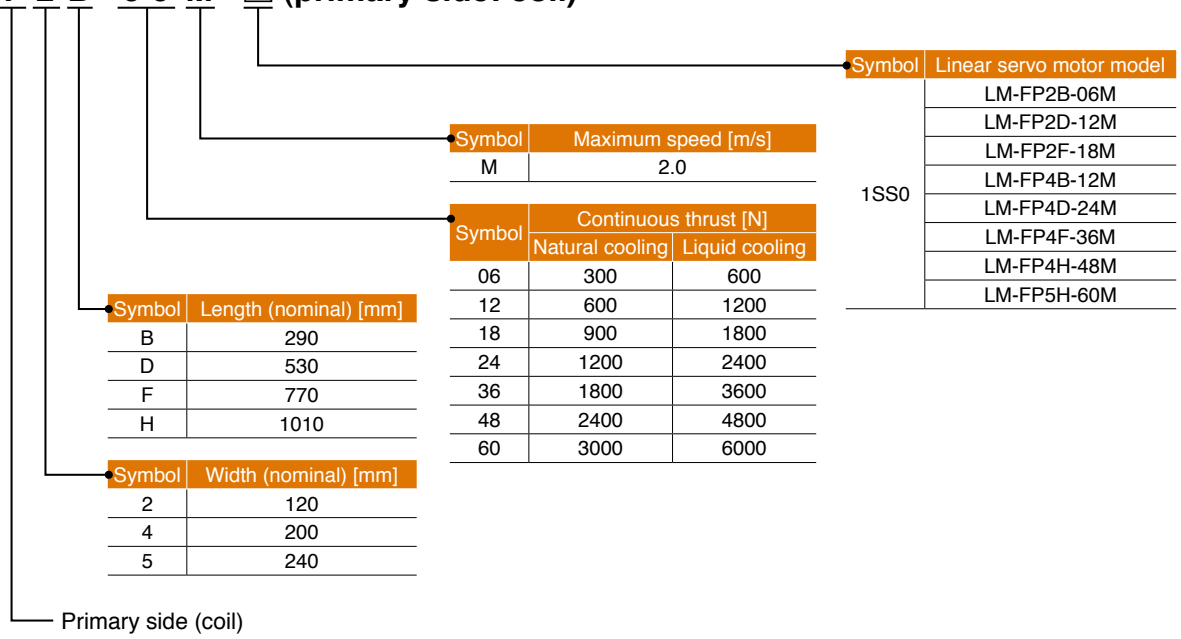 (primary side: coil)
Symbol Linear servo motor model
1SS0
LM-FP2B-06M
LM-FP2D-12M
LM-FP2F-18M
LM-FP4B-12M
LM-FP4D-24M
LM-FP4F-36M
LM-FP4H-48M
LM-FP5H-60M
Symbol Maximum speed [m/s]
M 2.0
Symbol Continuous thrust [N]
Natural cooling Liquid cooling
06 300 600
12 600 1200
18 900 1800
24 1200 2400
36 1800 3600
48 2400 4800
60 3000 6000
Symbol Length (nominal) [mm]
B 290
D 530
F 770
H 1010
Symbol Width (nominal) [mm]
2 120
4 200
5 240
Primary side (coil)